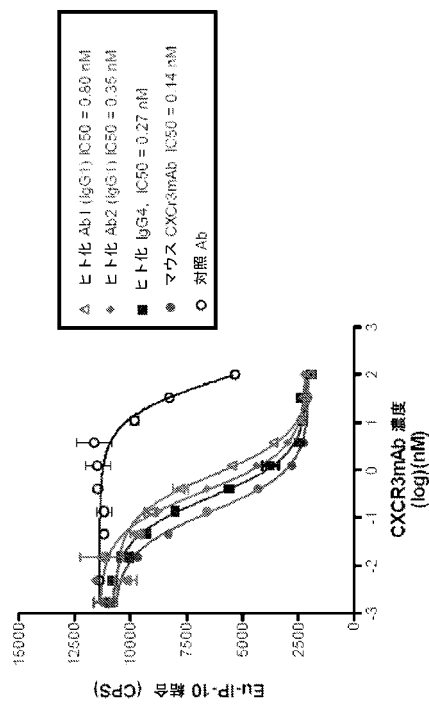 ヒト化 Ab1 (IgG1) IC50 = 0.80 nM
ヒト化 Ab2 (IgG1) IC50 = 0.35 nM
ヒト化 IgG4, IC50 = 0.27 nM
マウス CXCr3mAb IC50 = 0.14 nM
対照 Ab
Eu-IP-10 結合 (CPS)
15000
12500
10000
7500
5000
2500
0
-3
-2
-1
0
1
2
3
CXCR3mAb 濃度
(log)(nM)